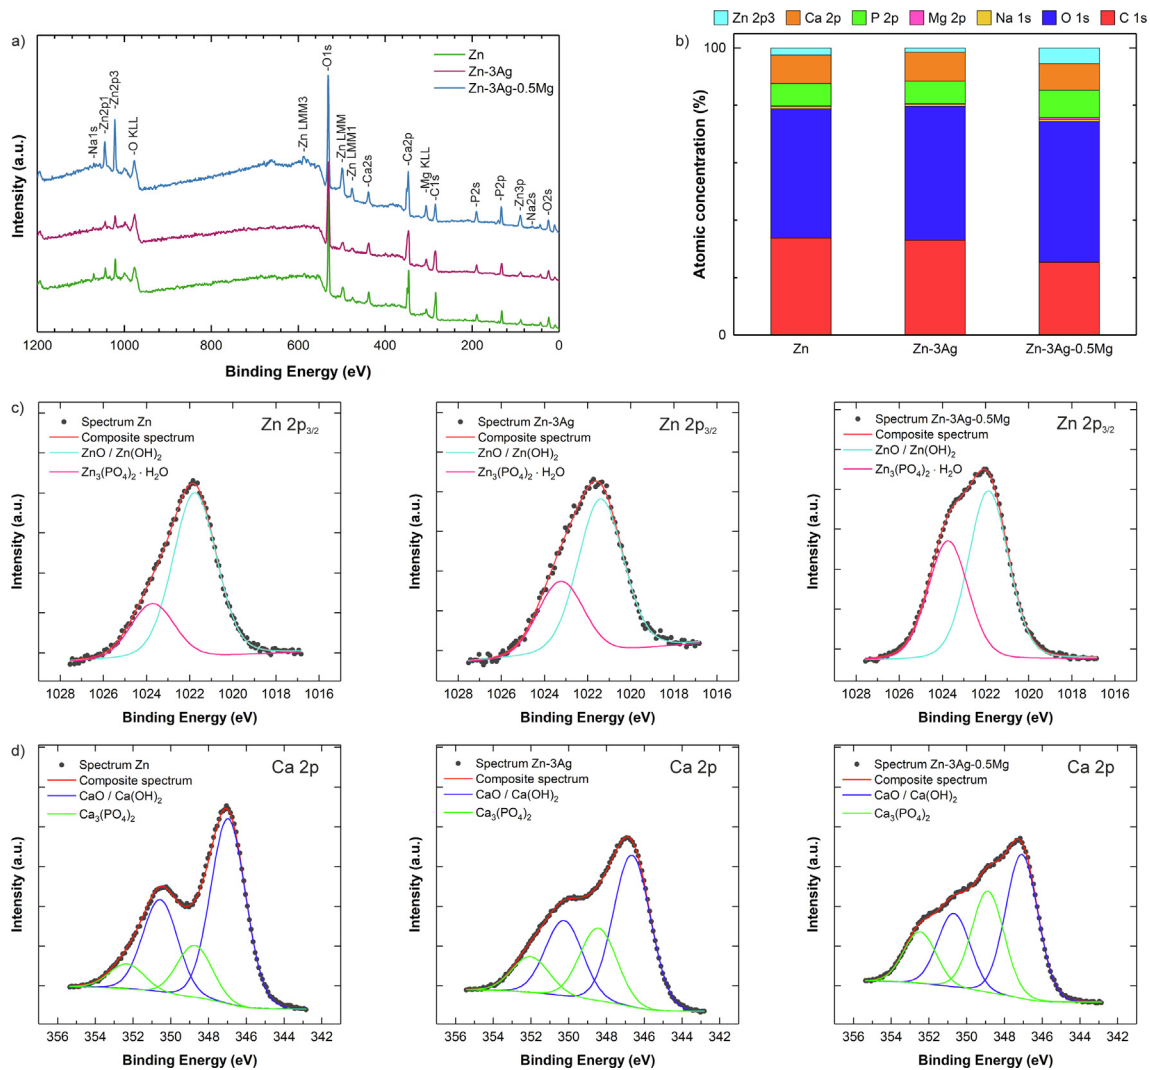 a)
Zn
Zn-3Ag
Zn-3Ag-0.5Mg
-Na1s
-Zn2p1
-Zn2p3
-O KLL
-Zn LMM3
-O1s
-Zn LMM
-Zn LMM1
-Ca2s
-Ca2p
-Mg KLL
-C1s
-P2s
-P2p
-Zn3p
-Na2s
-O2s
Intensity (a.u.)
1200 1000 800 600 400 200 0
Binding Energy (eV)
Zn 2p3 Ca 2p P 2p Mg 2p Na 1s O 1s C 1s
b)
100
0
Atomic concentration (%)
Zn Zn-3Ag Zn-3Ag-0.5Mg
c)
Spectrum Zn
Composite spectrum
ZnO / Zn(OH)₂
Zn₃(PO₄)₂ · H₂O
Zn 2p₃/₂
Intensity (a.u.)
1028 1026 1024 1022 1020 1018 1016
Binding Energy (eV)
Spectrum Zn-3Ag
Composite spectrum
ZnO / Zn(OH)₂
Zn₃(PO₄)₂ · H₂O
Zn 2p₃/₂
Intensity (a.u.)
1028 1026 1024 1022 1020 1018 1016
Binding Energy (eV)
Spectrum Zn-3Ag-0.5Mg
Composite spectrum
ZnO / Zn(OH)₂
Zn₃(PO₄)₂ · H₂O
Zn 2p₃/₂
Intensity (a.u.)
1028 1026 1024 1022 1020 1018 1016
Binding Energy (eV)
d)
Spectrum Zn
Composite spectrum
CaO / Ca(OH)₂
Ca₃(PO₄)₂
Ca 2p
Intensity (a.u.)
356 354 352 350 348 346 344 342
Binding Energy (eV)
Spectrum Zn-3Ag
Composite spectrum
CaO / Ca(OH)₂
Ca₃(PO₄)₂
Ca 2p
Intensity (a.u.)
356 354 352 350 348 346 344 342
Binding Energy (eV)
Spectrum Zn-3Ag-0.5Mg
Composite spectrum
CaO / Ca(OH)₂
Ca₃(PO₄)₂
Ca 2p
Intensity (a.u.)
356 354 352 350 348 346 344 342
Binding Energy (eV)